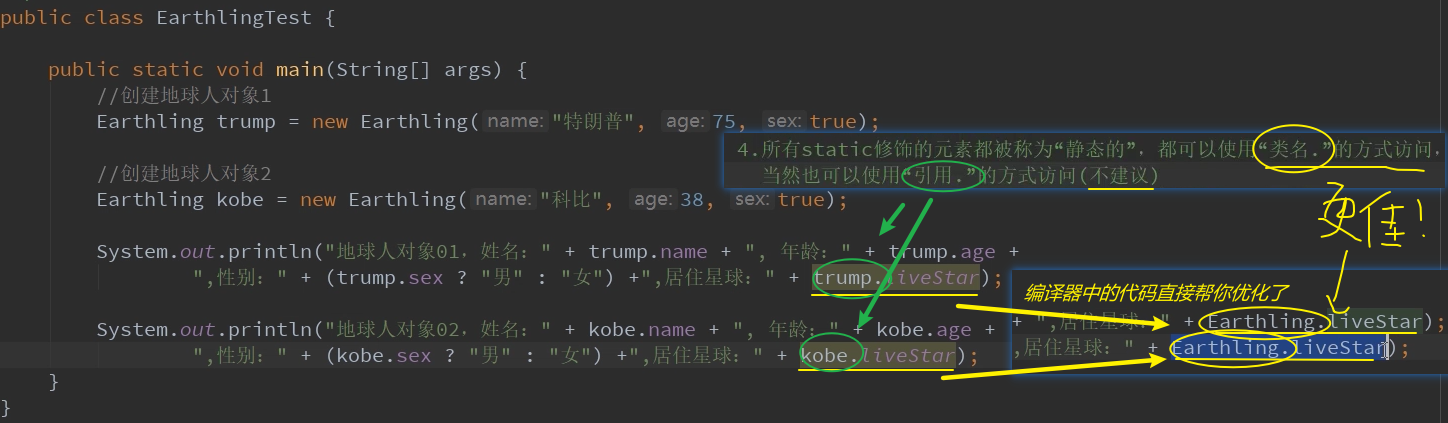 public class EarthlingTest {
public static void main(String[] args) {
//创建地球人对象1
Earthling trump = new Earthling( name: "特朗普", age: 75, sex: true);
4.所有static修饰的元素都被称为“静态的”，都可以使用“类名.”的方式访问，
当然也可以使用“引用.”的方式访问(不建议)
//创建地球人对象2
Earthling kobe = new Earthling( name: "科比", age: 38, sex: true);
更佳！
System.out.println("地球人对象01，姓名：" + trump.name + ", 年龄：" + trump.age +
",性别：" + (trump.sex ? "男" : "女") +",居住星球：" + trump.liveStar);
编译器中的代码直接帮你优化了
+ ",居住星球：" + Earthling.liveStar);
,居住星球：" + Earthling.liveStar);
System.out.println("地球人对象02，姓名：" + kobe.name + ", 年龄：" + kobe.age +
",性别：" + (kobe.sex ? "男" : "女") +",居住星球：" + kobe.liveStar);
}
}